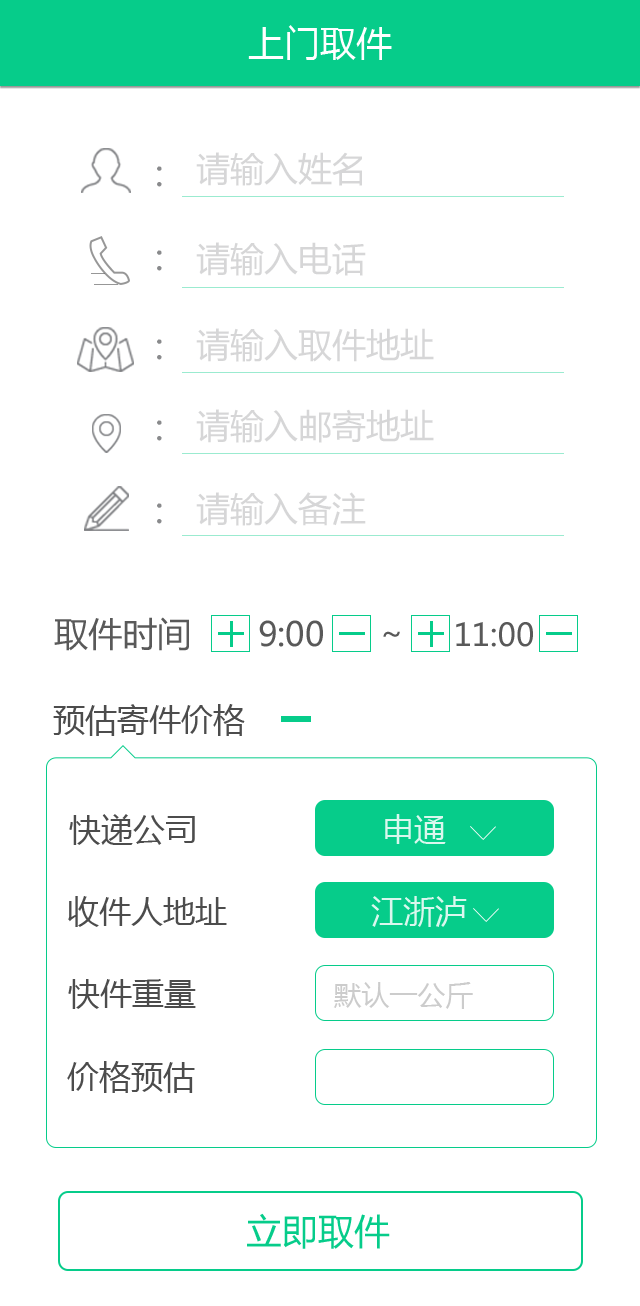 上门取件
: 请输入姓名
: 请输入电话
: 请输入取件地址
: 请输入邮寄地址
: 请输入备注
取件时间 + 9:00 - ~ + 11:00 -
预估寄件价格 -
快递公司 申通
收件人地址 江浙泸
快件重量 默认一公斤
价格预估
立即取件